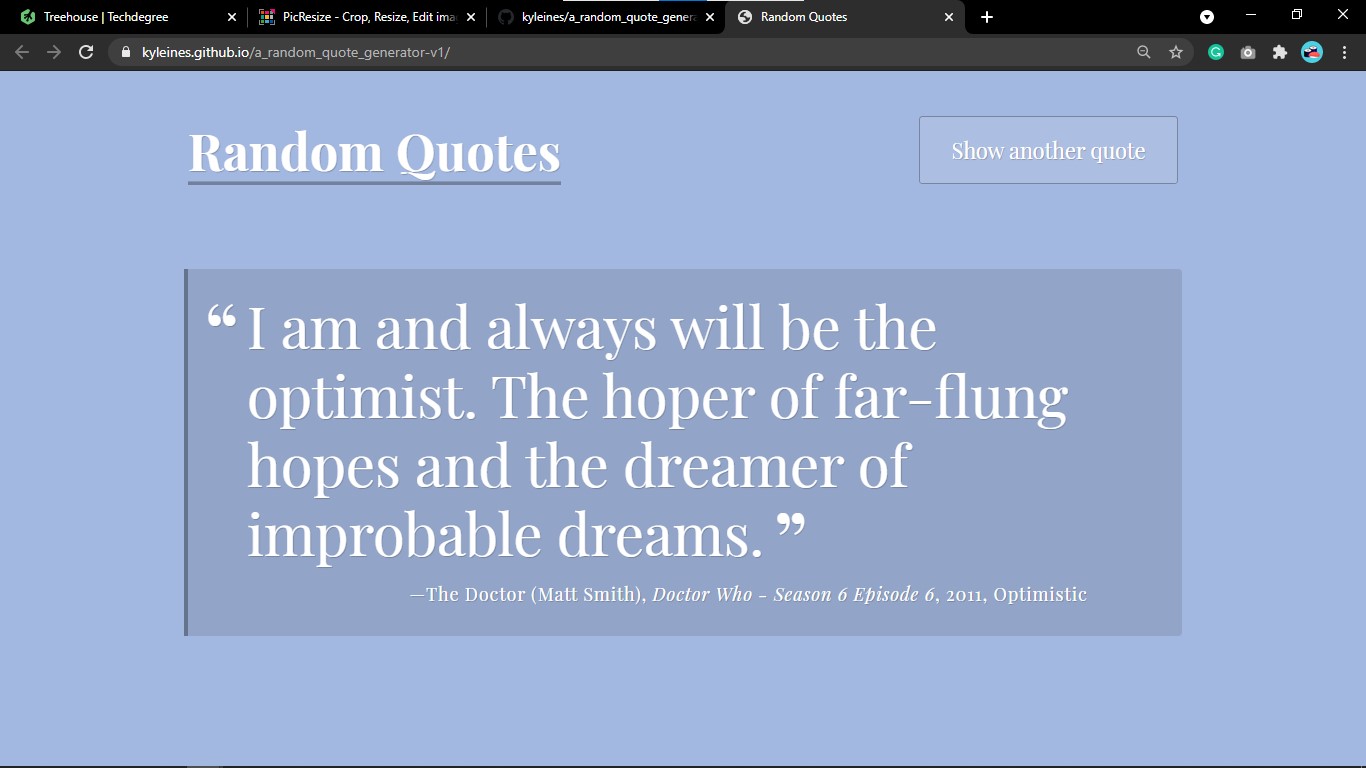 Treehouse | Techdegree
PicResize - Crop, Resize, Edit ima
kyleines/a_random_quote_genera
Random Quotes
kyleines.github.io/a_random_quote_generator-v1/
Random Quotes
Show another quote
“ I am and always will be the
optimist. The hoper of far-flung
hopes and the dreamer of
improbable dreams. ”
—The Doctor (Matt Smith), Doctor Who - Season 6 Episode 6, 2011, Optimistic